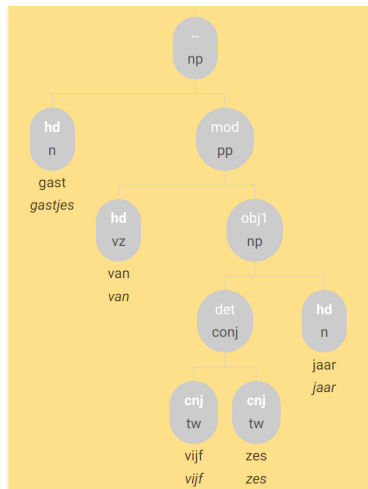 --
np
hd
n
gast
gastjes
mod
pp
hd
vz
van
van
obj1
np
det
conj
hd
n
jaar
jaar
cnj
tw
vijf
vijf
cnj
tw
zes
zes